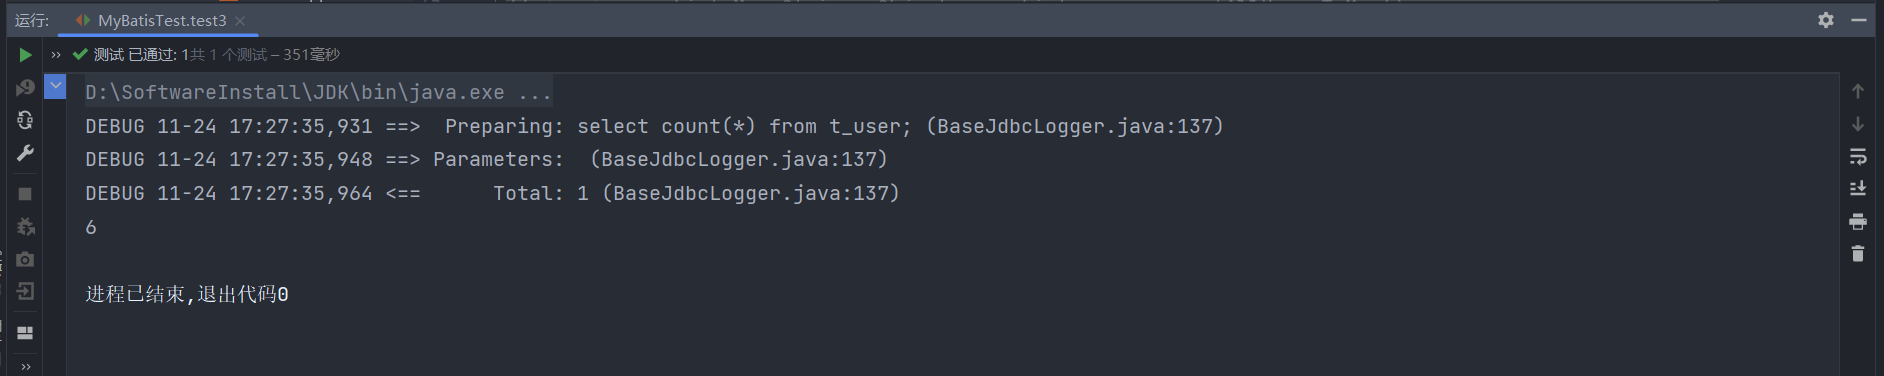 运行: MyBatisTest.test3
测试 已通过: 1共 1 个测试 – 351毫秒
D:\SoftwareInstall\JDK\bin\java.exe ...
DEBUG 11-24 17:27:35,931 ==>  Preparing: select count(*) from t_user; (BaseJdbcLogger.java:137)
DEBUG 11-24 17:27:35,948 ==> Parameters:  (BaseJdbcLogger.java:137)
DEBUG 11-24 17:27:35,964 <==      Total: 1 (BaseJdbcLogger.java:137)
6
进程已结束,退出代码0